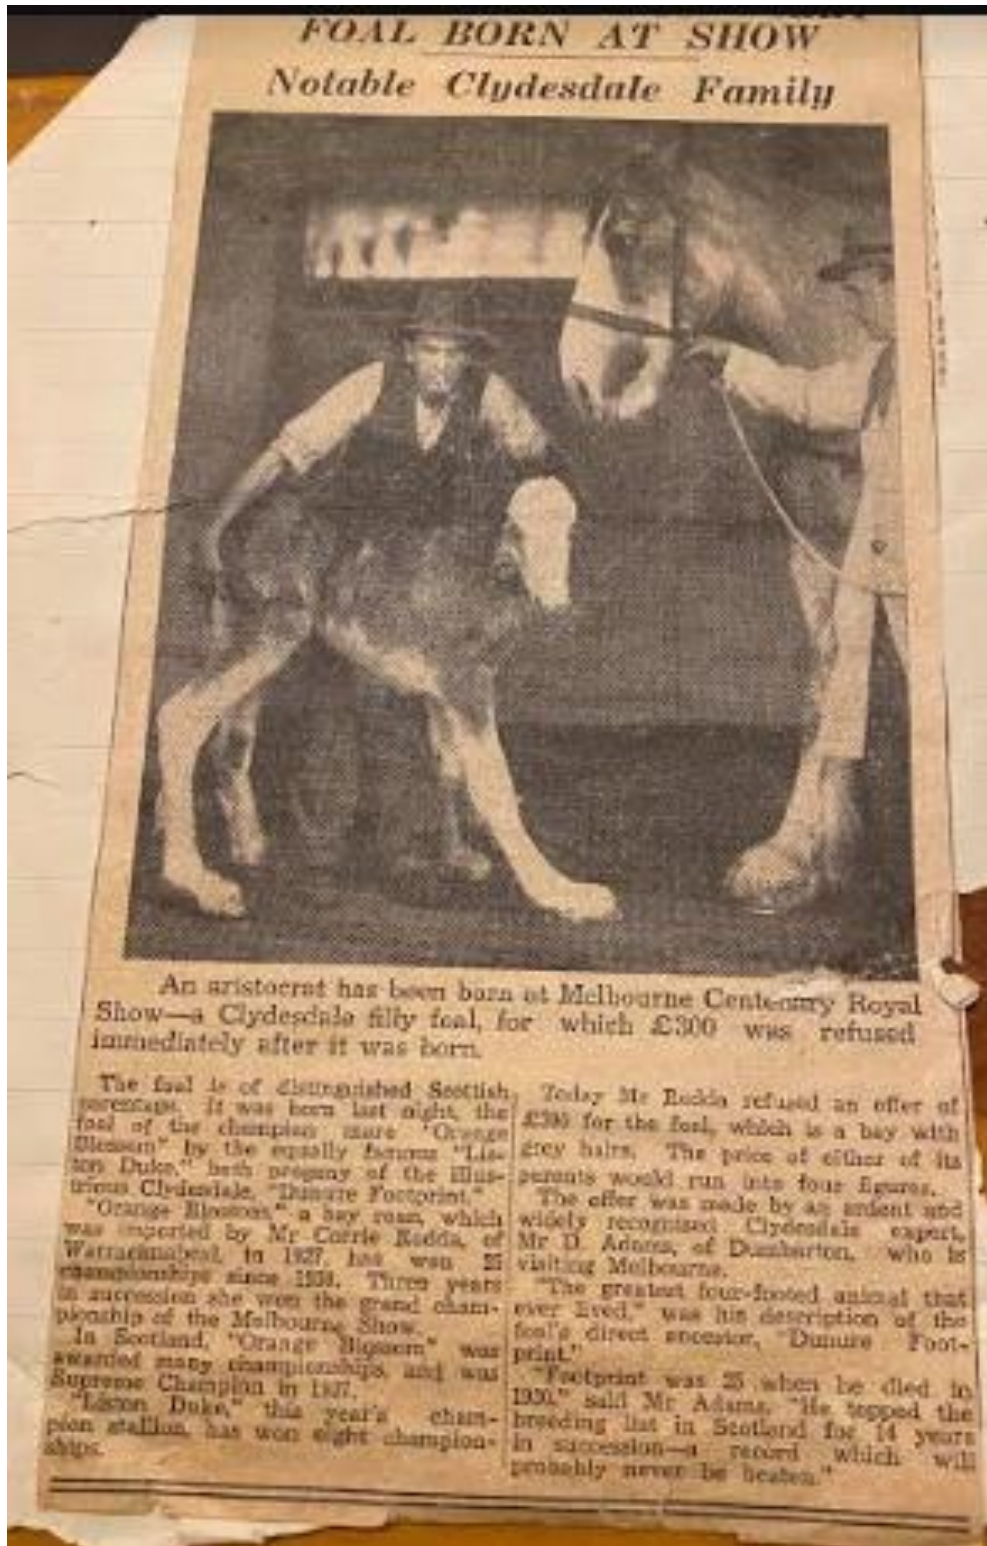 FOAL BORN AT SHOW
Notable Clydesdale Family
An aristocrat has been born at Melbourne Centenary Royal
Show—a Clydesdale filly foal, for which £300 was refused
immediately after it was born.
The foal is of distinguished Scottish
parentage. It was born last night, the
foal of the champion mare "Orange
Blossom" by the equally famous "Lis-
ton Duke," both progeny of the illus-
trious Clydesdale, "Dunure Footprint."
"Orange Blossom," a bay roan, which
was imported by Mr Corrie Rodda, of
Warracknabeal, in 1927, has won 25
championships since Three years
in succession she won the grand cham-
pionship of the Melbourne Show.
In Scotland, "Orange Blossom" was
awarded many championships, and was
Supreme Champion in 1927.
"Liston Duke," this year's cham-
pion stallion, has won eight champion-
ships.
Today Mr Rodda refused an offer of
£300 for the foal, which is a bay with
grey hairs. The price of either of its
parents would run into four figures.
The offer was made by an ardent and
widely recognised Clydesdale expert,
Mr D. Adams, of Dumbarton, who is
visiting Melbourne.
"The greatest four-footed animal that
ever lived," was his description of the
foal's direct ancestor, "Dunure Foot-
print."
"Footprint was 25 when he died in
1930," said Mr Adams. "He topped the
breeding list in Scotland for 14 years
in succession—a record which will
probably never be beaten."